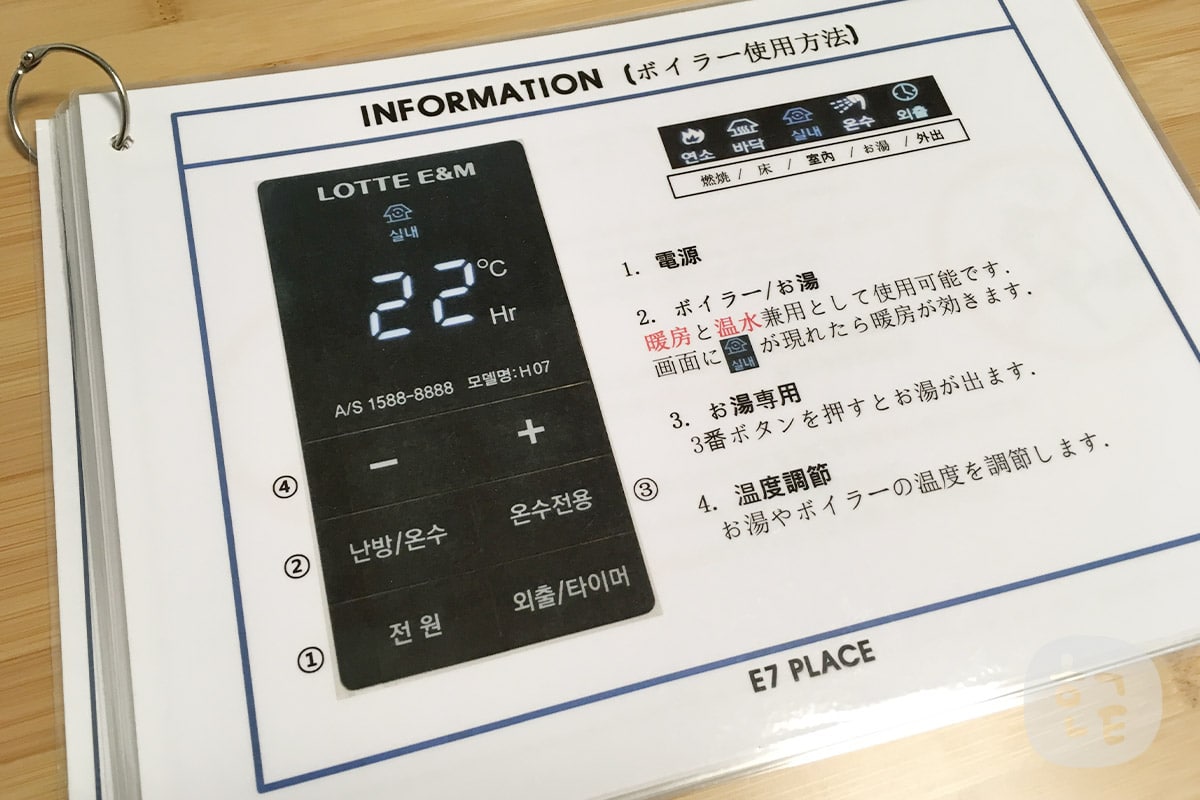 INFORMATION (ボイラー使用方法)
LOTTE E&M
실내
22 °C
Hr
A/S 1588-8888 모델명:H07
− +
④
난방/온수 온수전용
② ③
전 원 외출/타이머
①
연소 바닥 실내 온수 외출
燃焼 / 床 / 室內 / お湯 / 外出
1. 電源
2. ボイラー/お湯
暖房と温水兼用として使用可能です.
画面に 실내 が現れたら暖房が効きます.
3. お湯専用
3番ボタンを押すとお湯が出ます.
4. 温度調節
お湯やボイラーの温度を調節します.
E7 PLACE